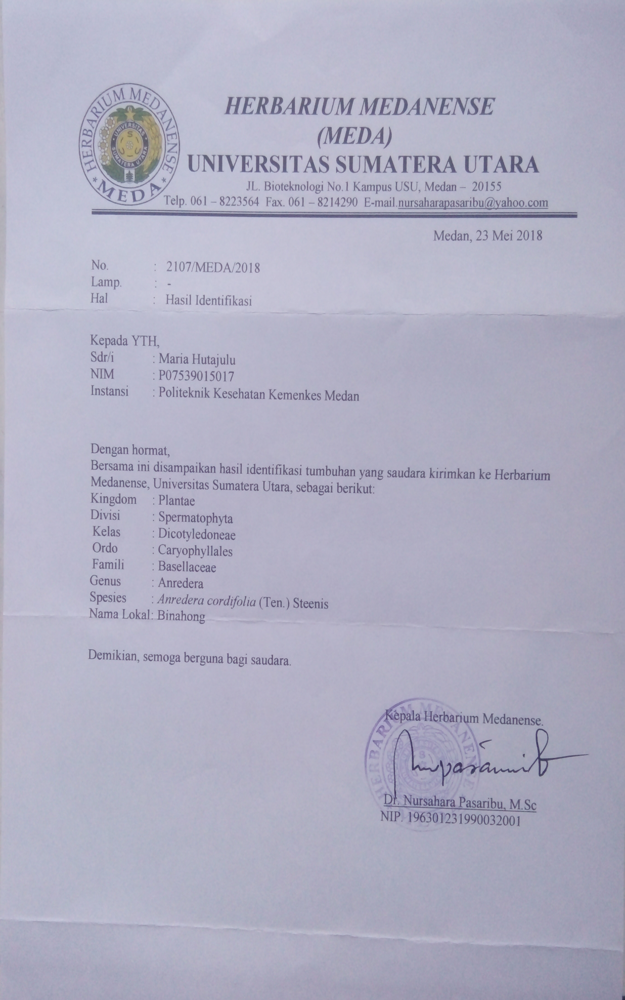 HERBARIUM MEDANENSE
* MEDA *
UNIVERSITAS
SUMATERA UTARA
S
U U
HERBARIUM MEDANENSE
(MEDA)
UNIVERSITAS SUMATERA UTARA
JL. Bioteknologi No.1 Kampus USU, Medan – 20155
Telp. 061 – 8223564 Fax. 061 – 8214290 E-mail.nursaharapasaribu@yahoo.com
Medan, 23 Mei 2018
No. : 2107/MEDA/2018
Lamp. : -
Hal : Hasil Identifikasi
Kepada YTH,
Sdr/i : Maria Hutajulu
NIM : P07539015017
Instansi : Politeknik Kesehatan Kemenkes Medan
Dengan hormat,
Bersama ini disampaikan hasil identifikasi tumbuhan yang saudara kirimkan ke Herbarium
Medanense, Universitas Sumatera Utara, sebagai berikut:
Kingdom : Plantae
Divisi : Spermatophyta
Kelas : Dicotyledoneae
Ordo : Caryophyllales
Famili : Basellaceae
Genus : Anredera
Spesies : Anredera cordifolia (Ten.) Steenis
Nama Lokal: Binahong
Demikian, semoga berguna bagi saudara.
HERBARIUM MEDANENSE
Kepala Herbarium Medanense.
Dr. Nursahara Pasaribu, M.Sc
NIP. 196301231990032001